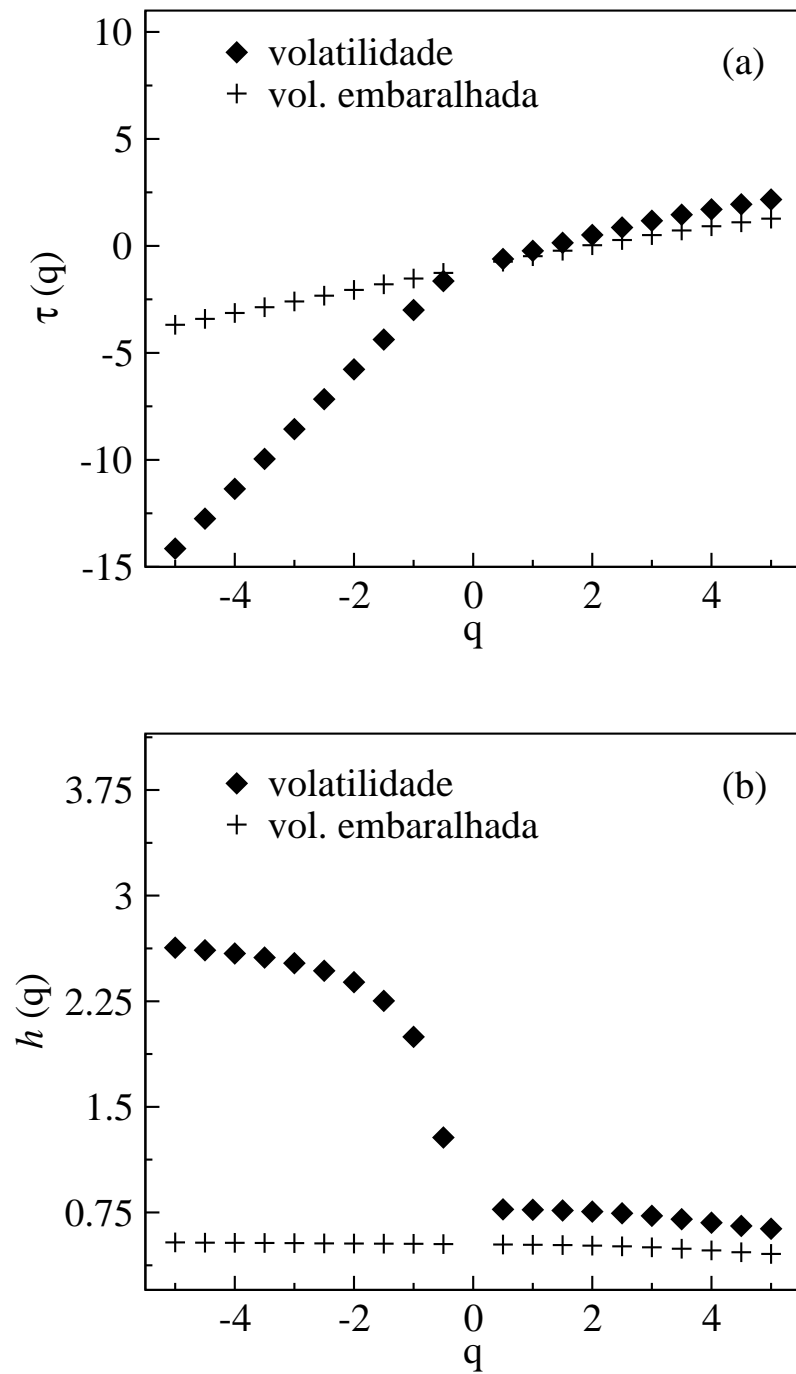 10
5
0
-5
-10
-15
τ (q)
volatilidade
vol. embaralhada
(a)
-4 -2 0 2 4
q
3.75
3
2.25
1.5
0.75
h (q)
volatilidade
vol. embaralhada
(b)
-4 -2 0 2 4
q